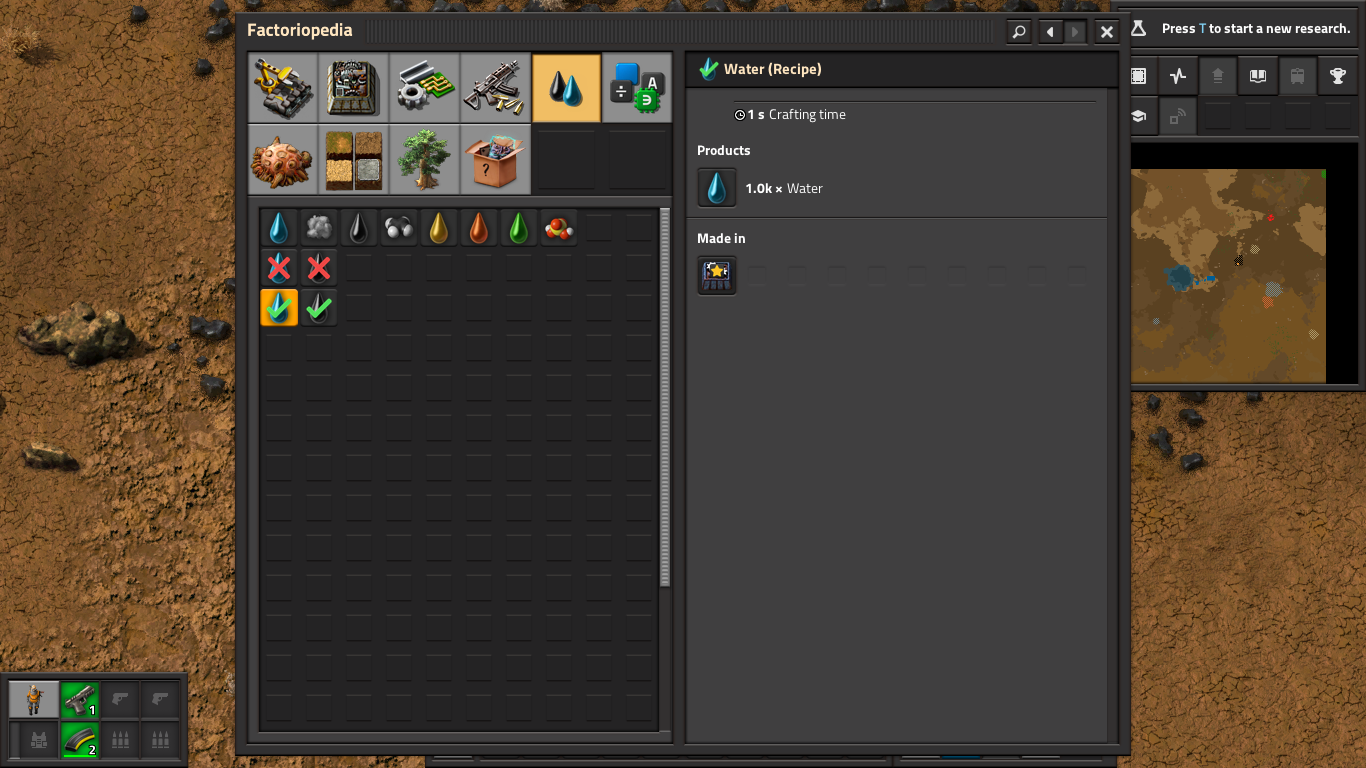 Factoriopedia
Press T to start a new research.
÷
A
?
Water (Recipe)
1 s Crafting time
Products
1.0k × Water
Made in
1
2